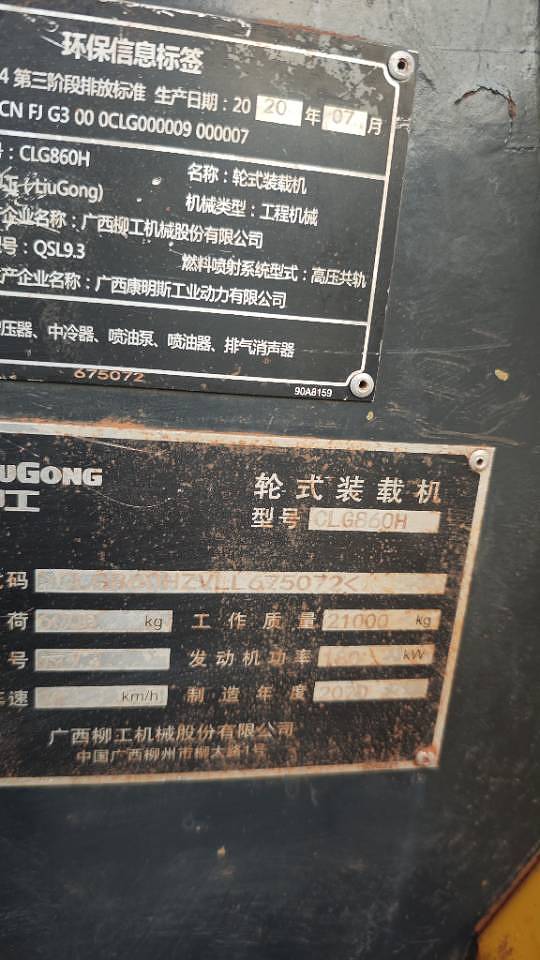 环保信息标签
4 第三阶段排放标准 生产日期：20 20 年 07 月
CN FJ G3 00 0CLG000009 000007
：CLG860H 名称：轮式装载机
工(LiuGong) 机械类型：工程机械
企业名称：广西柳工机械股份有限公司
号：QSL9.3 燃料喷射系统型式：高压共轨
产企业名称：广西康明斯工业动力有限公司
压器、中冷器、喷油泵、喷油器、排气消声器
675072 90A8159
uGONG
工 轮式装载机
型号 CLG860H
码 860HZVLL675072<
荷 kg 工作质量 21000 kg
号 发动机功率 kW
速 km/h 制造年度 2020
广西柳工机械股份有限公司
中国广西柳州市柳太路1号